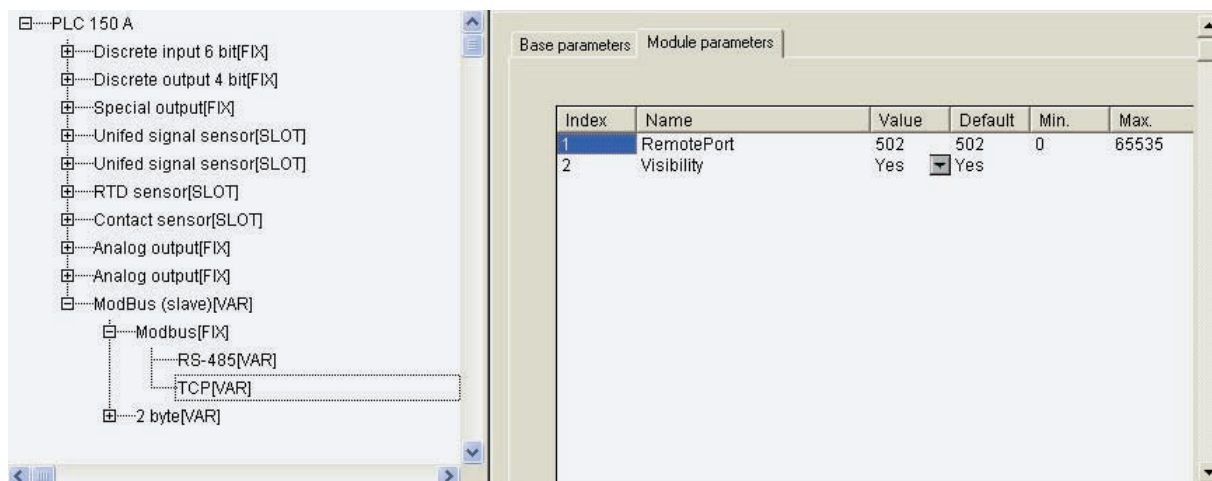 PLC 150 A
Discrete input 6 bit[FIX]
Discrete output 4 bit[FIX]
Special output[FIX]
Unifed signal sensor[SLOT]
Unifed signal sensor[SLOT]
RTD sensor[SLOT]
Contact sensor[SLOT]
Analog output[FIX]
Analog output[FIX]
ModBus (slave)[VAR]
Modbus[FIX]
RS-485[VAR]
TCP[VAR]
2 byte[VAR]
Base parameters Module parameters
Index Name Value Default Min. Max.
1 RemotePort 502 502 0 65535
2 Visibility Yes Yes